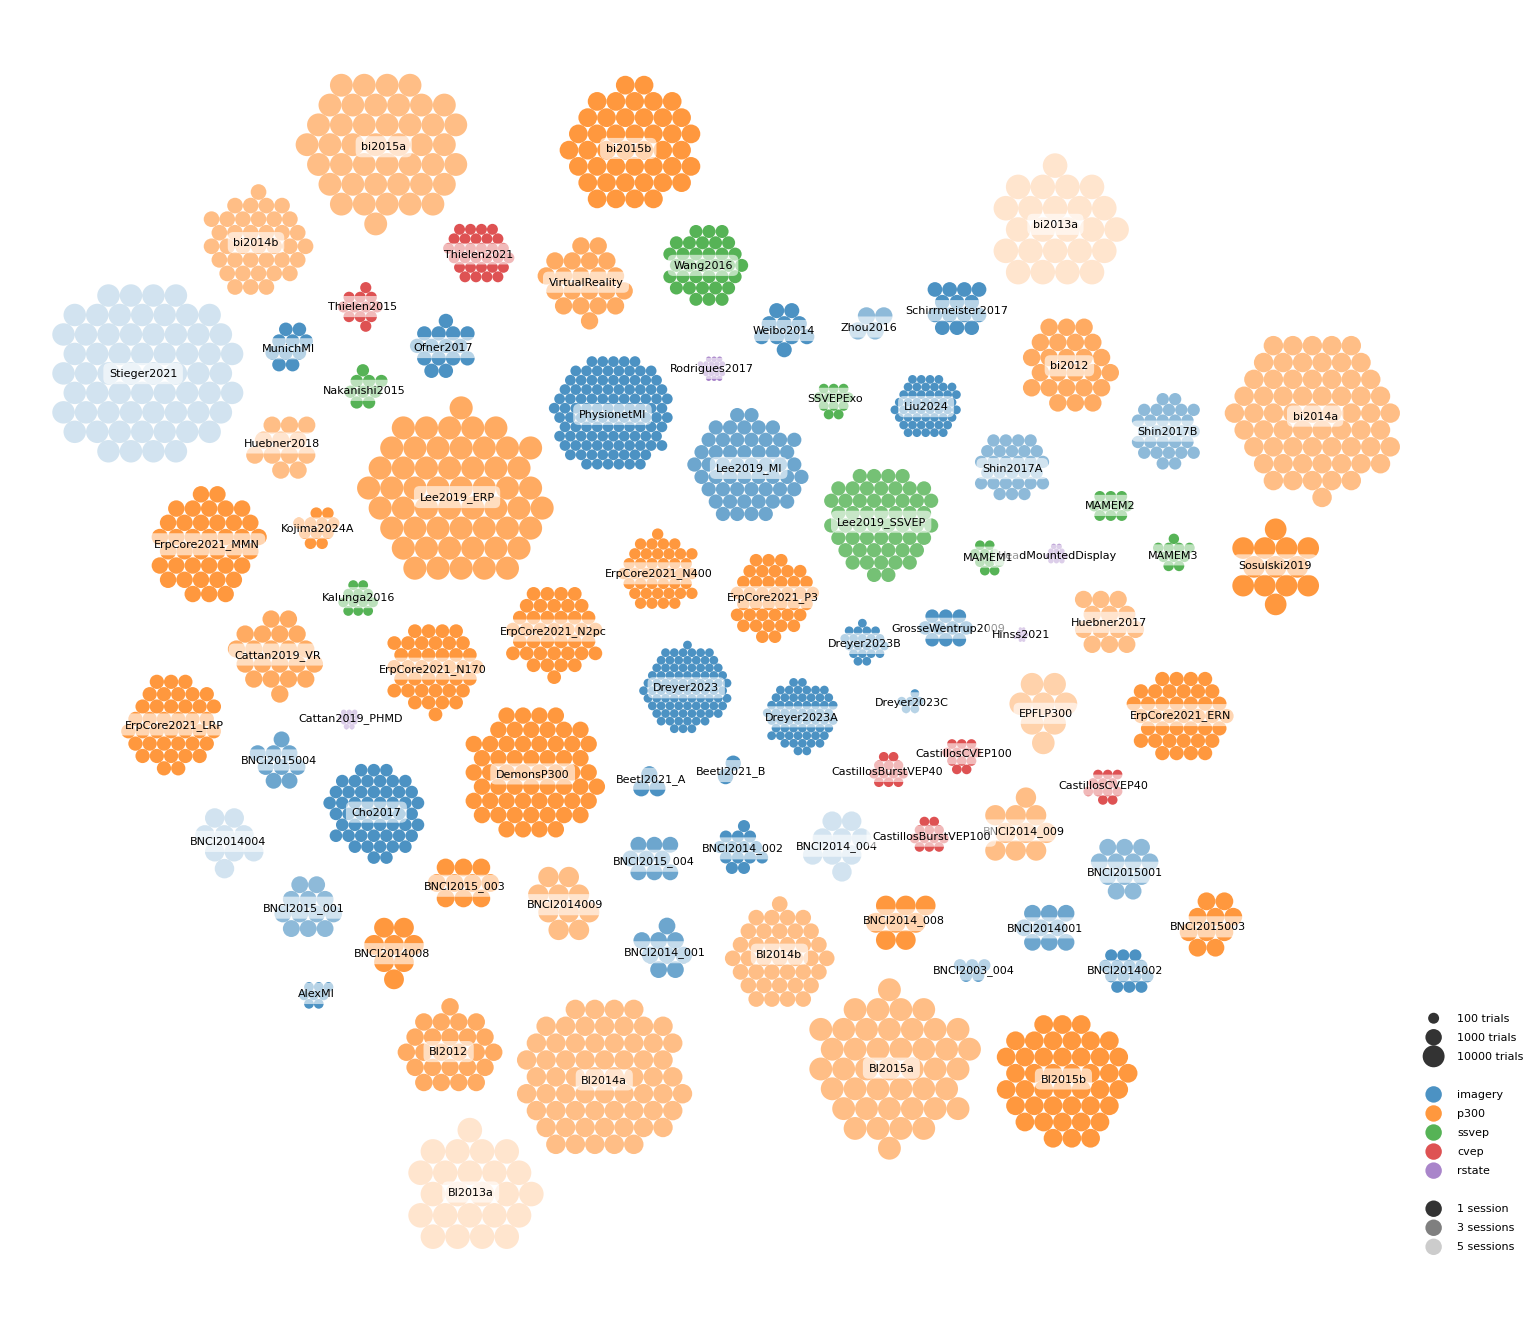 bi2015a
bi2015b
bi2013a
bi2014b
Thielen2021
VirtualReality
Wang2016
Thielen2015
Schirrmeister2017
Zhou2016
Weibo2014
MunichMI
Ofner2017
Stieger2021
Rodrigues2017
bi2012
Nakanishi2015
SSVEPExo
Liu2024
PhysionetMI
bi2014a
Shin2017B
Huebner2018
Lee2019_MI
Shin2017A
Lee2019_ERP
MAMEM2
Lee2019_SSVEP
Kojima2024A
ErpCore2021_MMN
MAMEM1
HeadMountedDisplay
MAMEM3
Sosulski2019
ErpCore2021_N400
Kalunga2016
ErpCore2021_P3
Huebner2017
ErpCore2021_N2pc
GrosseWentrup2009
Hinss2021
Dreyer2023B
Cattan2019_VR
ErpCore2021_N170
Dreyer2023
Dreyer2023C
EPFLP300
ErpCore2021_ERN
Cattan2019_PHMD
Dreyer2023A
ErpCore2021_LRP
CastillosCVEP100
BNCI2015004
DemonsP300
Beetl2021_A
Beetl2021_B
CastillosBurstVEP40
CastillosCVEP40
Cho2017
BNCI2014004
BNCI2014_002
BNCI2014_004
CastillosBurstVEP100
BNCI2014_009
BNCI2015_004
BNCI2015001
BNCI2015_003
BNCI2014009
BNCI2015_001
BNCI2014_008
BNCI2014001
BNCI2015003
BNCI2014008
BNCI2014_001
BI2014b
BNCI2003_004
BNCI2014002
AlexMI
BI2012
BI2014a
BI2015a
BI2015b
BI2013a
100 trials
1000 trials
10000 trials
imagery
p300
ssvep
cvep
rstate
1 session
3 sessions
5 sessions